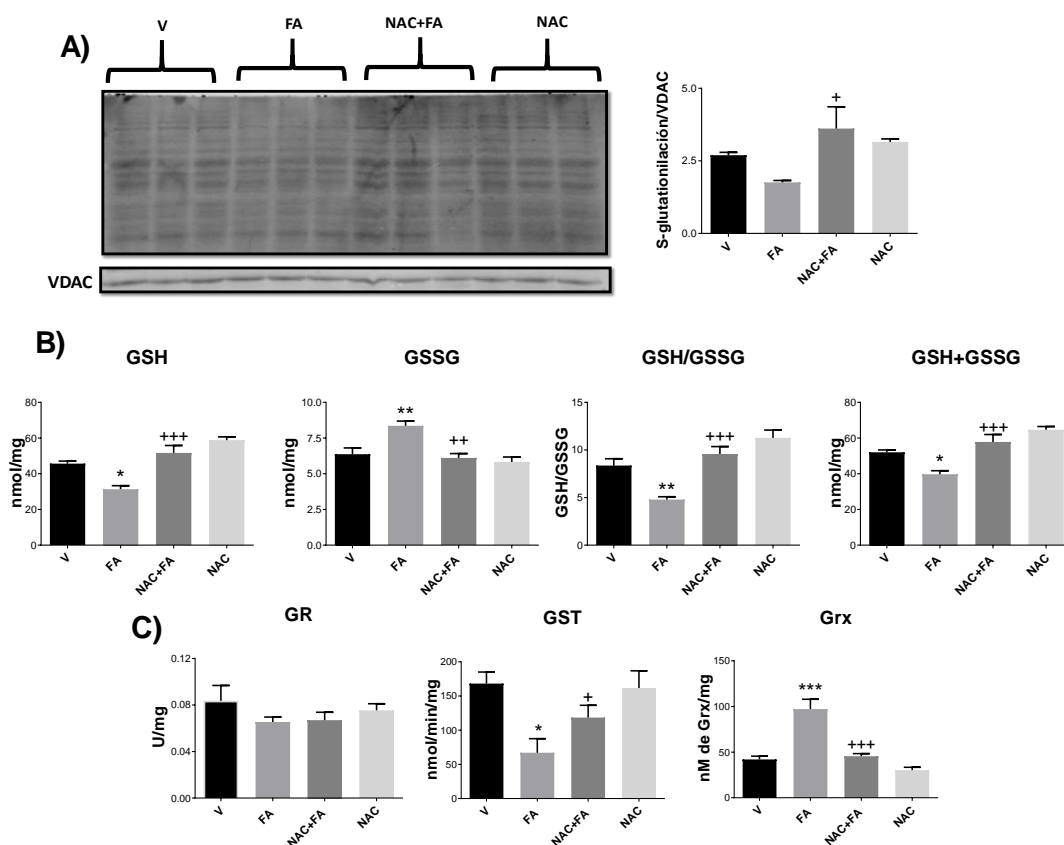 A)
V FA NAC+FA NAC
VDAC
S-glutationilación/VDAC
5.0
2.5
0.0
+
V FA NAC+FA NAC
B)
GSH
nmol/mg
80
60
40
20
0
*
+++
V FA NAC+FA NAC
GSSG
nmol/mg
10.0
7.5
5.0
2.5
0.0
**
++
V FA NAC+FA NAC
GSH/GSSG
GSH/GSSG
15
10
5
0
**
+++
V FA NAC+FA NAC
GSH+GSSG
nmol/mg
80
60
40
20
0
*
+++
V FA NAC+FA NAC
C)
GR
U/mg
0.12
0.08
0.04
0.00
V FA NAC+FA NAC
GST
nmol/min/mg
200
150
100
50
0
*
+
V FA NAC+FA NAC
Grx
nM de Grx/mg
150
100
50
0
***
+++
V FA NAC+FA NAC